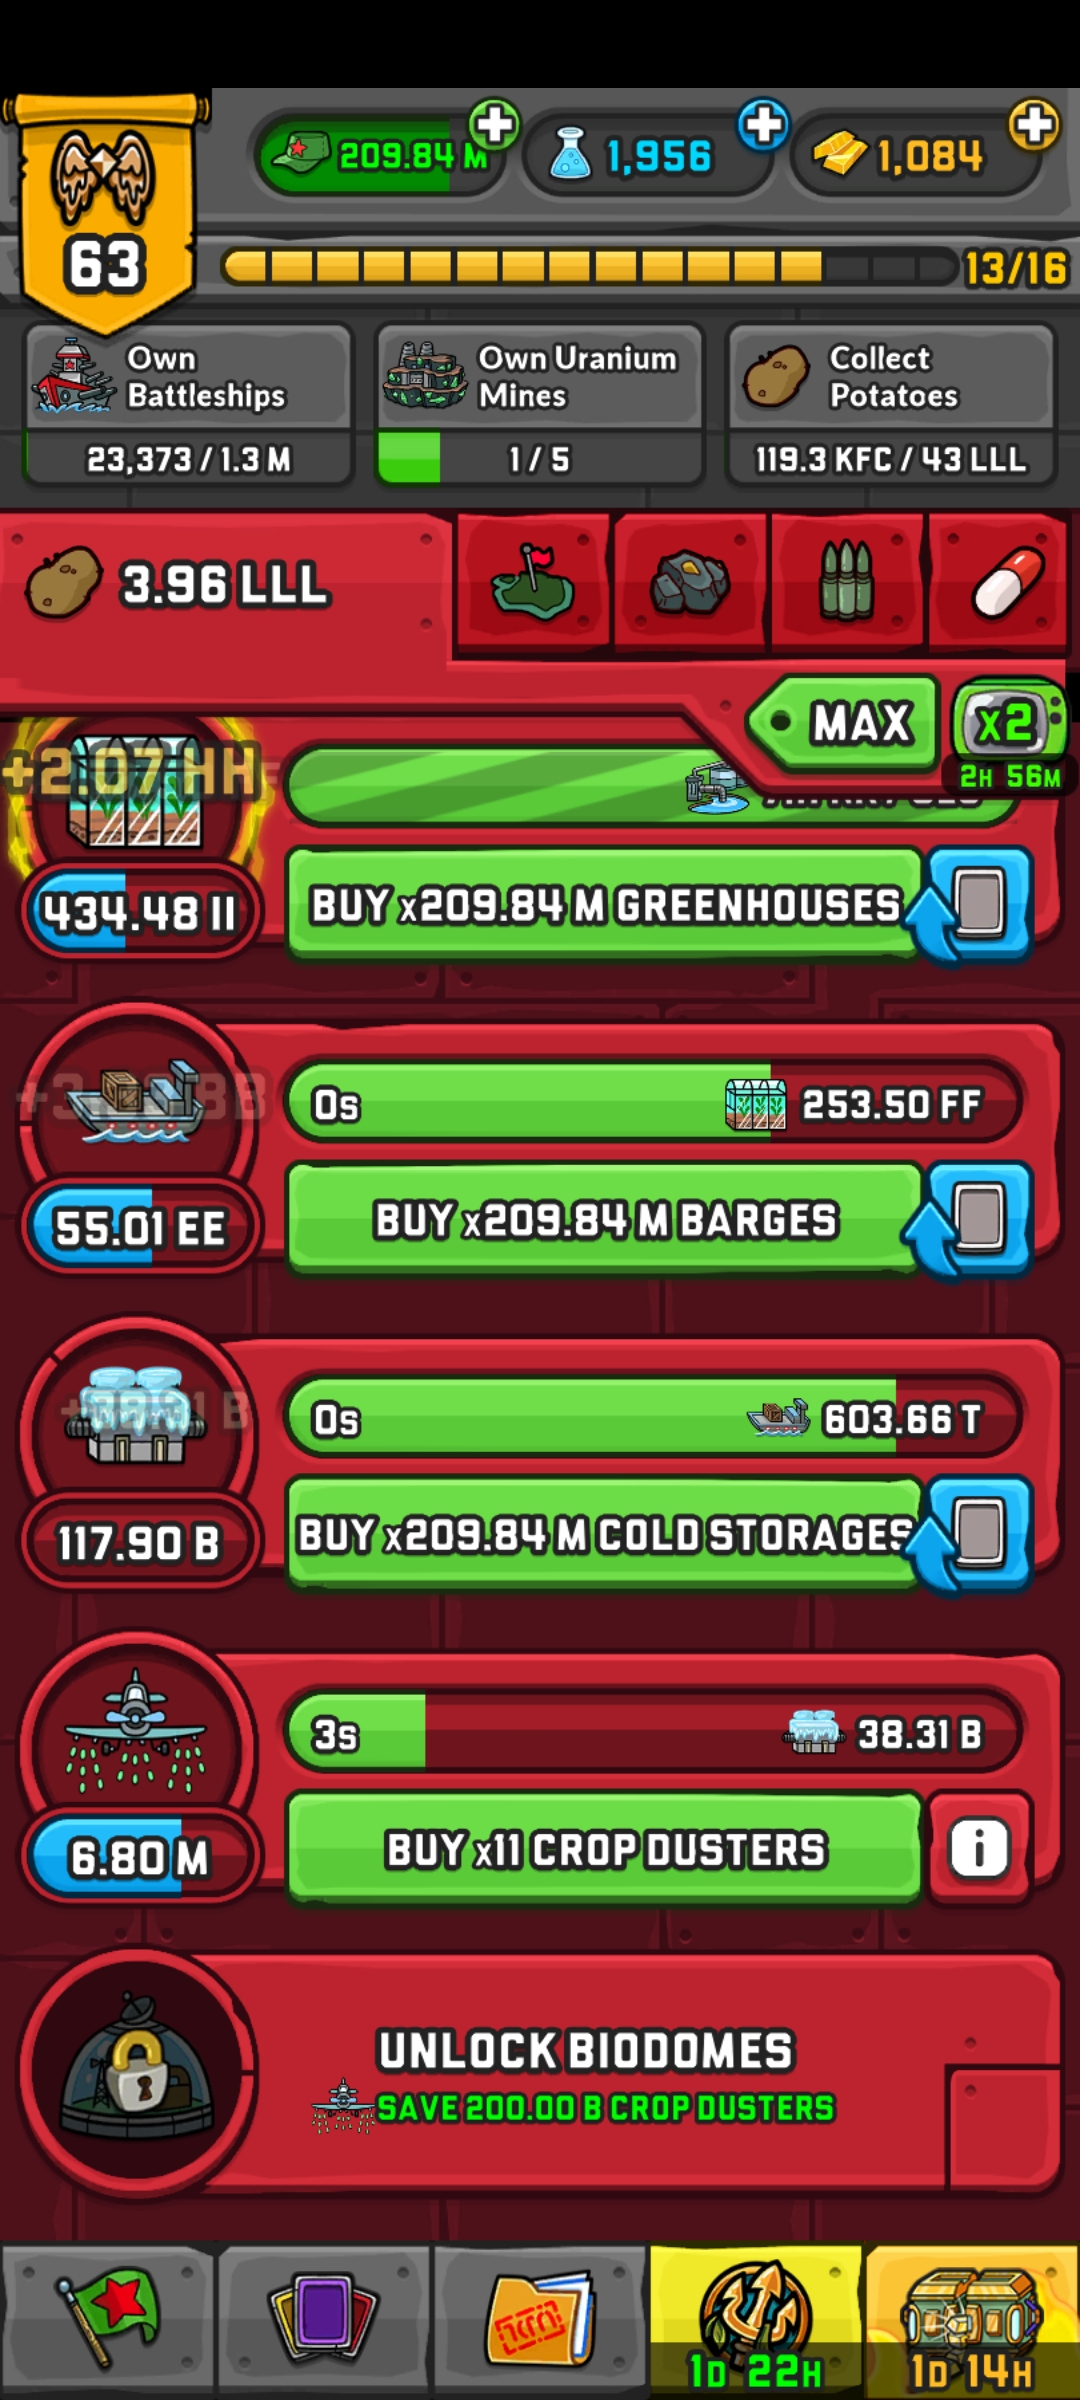 209.84 M
1,956
1,084
63
13/16
Own
Battleships
23,373 / 1.3 M
Own Uranium
Mines
1 / 5
Collect
Potatoes
119.3 KFC / 43 LLL
3.96 LLL
MAX
x2
2H 56M
+2.07 HH
434.48 II
BUY x209.84 M GREENHOUSES
0s
253.50 FF
55.01 EE
BUY x209.84 M BARGES
0s
603.66 T
117.90 B
BUY x209.84 M COLD STORAGES
3s
38.31 B
6.80 M
BUY x11 CROP DUSTERS
i
UNLOCK BIODOMES
SAVE 200.00 B CROP DUSTERS
1D 22H
1D 14H